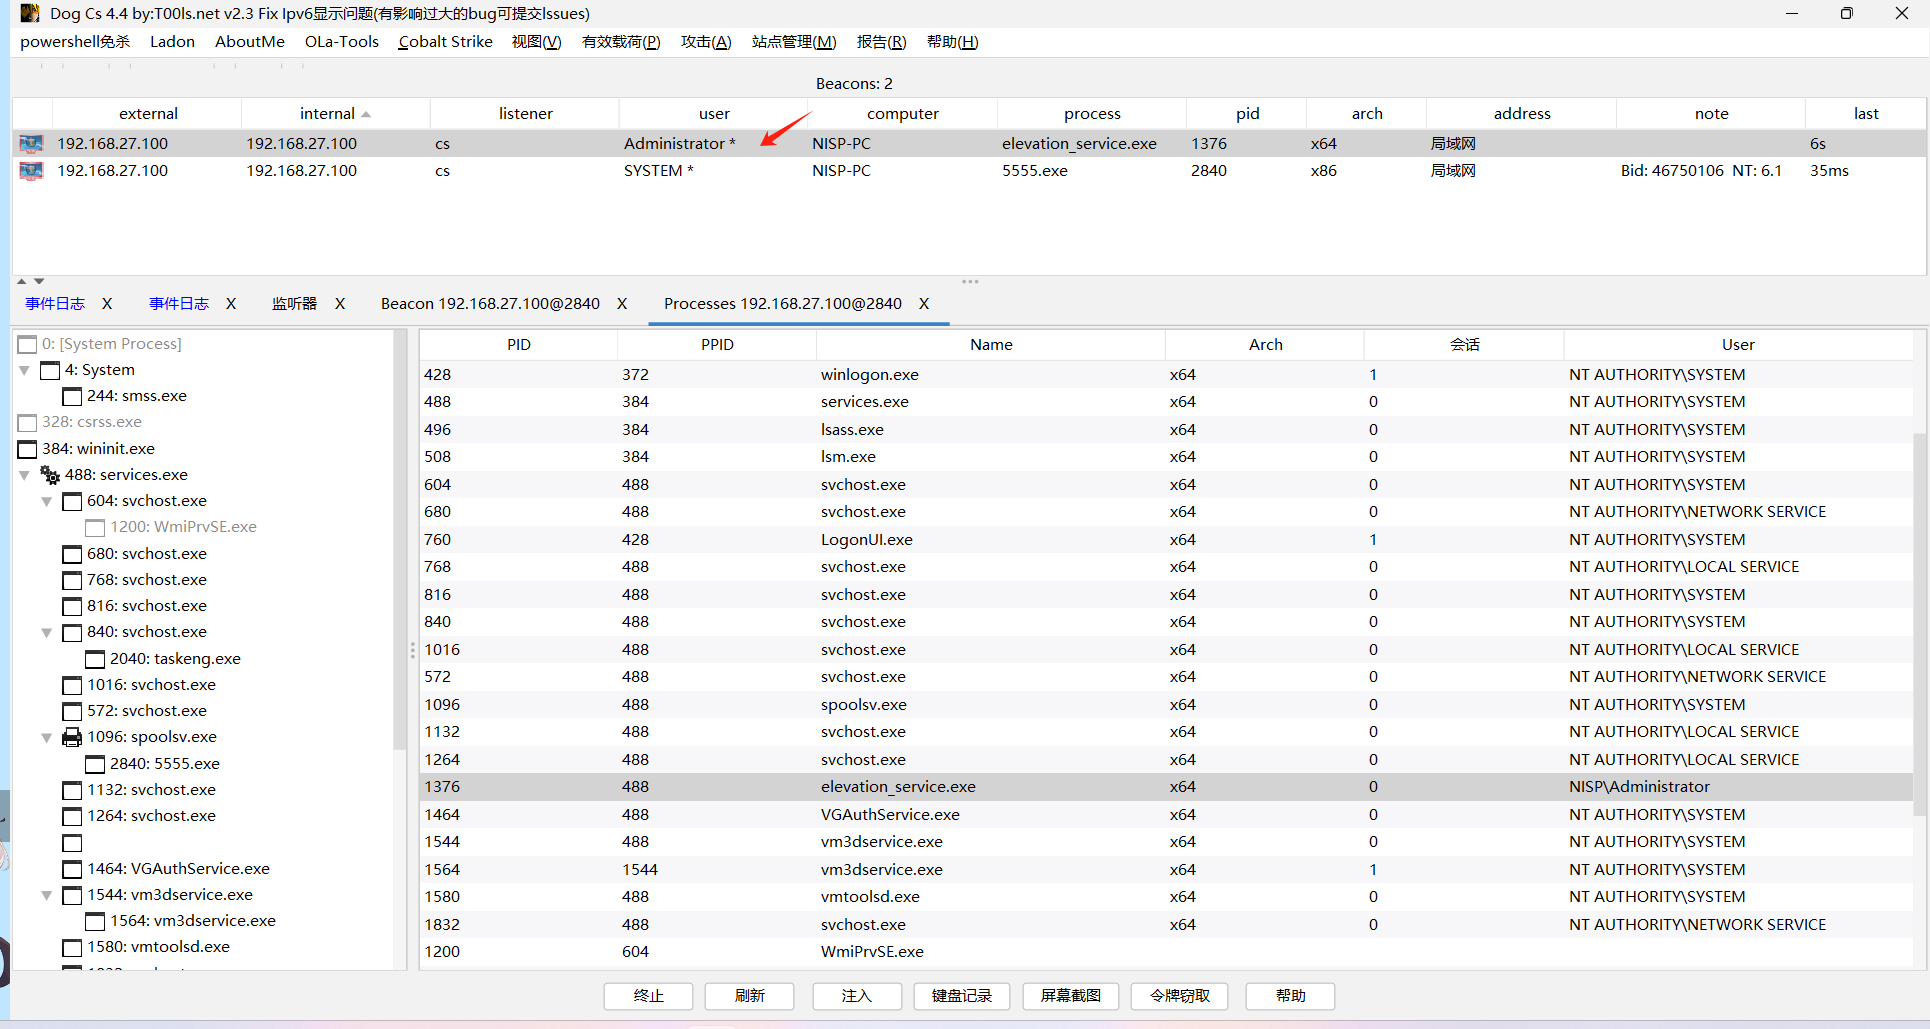 Dog Cs 4.4 by:T00ls.net v2.3 Fix Ipv6显示问题(有影响过大的bug可提交Issues)
powershell免杀 Ladon AboutMe OLa-Tools Cobalt Strike 视图(V) 有效载荷(P) 攻击(A) 站点管理(M) 报告(R) 帮助(H)
Beacons: 2
external internal listener user computer process pid arch address note last
192.168.27.100 192.168.27.100 cs Administrator * NISP-PC elevation_service.exe 1376 x64 局域网 6s
192.168.27.100 192.168.27.100 cs SYSTEM * NISP-PC 5555.exe 2840 x86 局域网 Bid: 46750106 NT: 6.1 35ms
事件日志 X 事件日志 X 监听器 X Beacon 192.168.27.100@2840 X Processes 192.168.27.100@2840 X
0: [System Process]
4: System
244: smss.exe
328: csrss.exe
384: wininit.exe
488: services.exe
604: svchost.exe
1200: WmiPrvSE.exe
680: svchost.exe
768: svchost.exe
816: svchost.exe
840: svchost.exe
2040: taskeng.exe
1016: svchost.exe
572: svchost.exe
1096: spoolsv.exe
2840: 5555.exe
1132: svchost.exe
1264: svchost.exe
1464: VGAuthService.exe
1544: vm3dservice.exe
1564: vm3dservice.exe
1580: vmtoolsd.exe
PID PPID Name Arch 会话 User
428 372 winlogon.exe x64 1 NT AUTHORITY\SYSTEM
488 384 services.exe x64 0 NT AUTHORITY\SYSTEM
496 384 lsass.exe x64 0 NT AUTHORITY\SYSTEM
508 384 lsm.exe x64 0 NT AUTHORITY\SYSTEM
604 488 svchost.exe x64 0 NT AUTHORITY\SYSTEM
680 488 svchost.exe x64 0 NT AUTHORITY\NETWORK SERVICE
760 428 LogonUI.exe x64 1 NT AUTHORITY\SYSTEM
768 488 svchost.exe x64 0 NT AUTHORITY\LOCAL SERVICE
816 488 svchost.exe x64 0 NT AUTHORITY\SYSTEM
840 488 svchost.exe x64 0 NT AUTHORITY\SYSTEM
1016 488 svchost.exe x64 0 NT AUTHORITY\LOCAL SERVICE
572 488 svchost.exe x64 0 NT AUTHORITY\NETWORK SERVICE
1096 488 spoolsv.exe x64 0 NT AUTHORITY\SYSTEM
1132 488 svchost.exe x64 0 NT AUTHORITY\LOCAL SERVICE
1264 488 svchost.exe x64 0 NT AUTHORITY\LOCAL SERVICE
1376 488 elevation_service.exe x64 0 NISP\Administrator
1464 488 VGAuthService.exe x64 0 NT AUTHORITY\SYSTEM
1544 488 vm3dservice.exe x64 0 NT AUTHORITY\SYSTEM
1564 1544 vm3dservice.exe x64 1 NT AUTHORITY\SYSTEM
1580 488 vmtoolsd.exe x64 0 NT AUTHORITY\SYSTEM
1832 488 svchost.exe x64 0 NT AUTHORITY\NETWORK SERVICE
1200 604 WmiPrvSE.exe
终止 刷新 注入 键盘记录 屏幕截图 令牌窃取 帮助